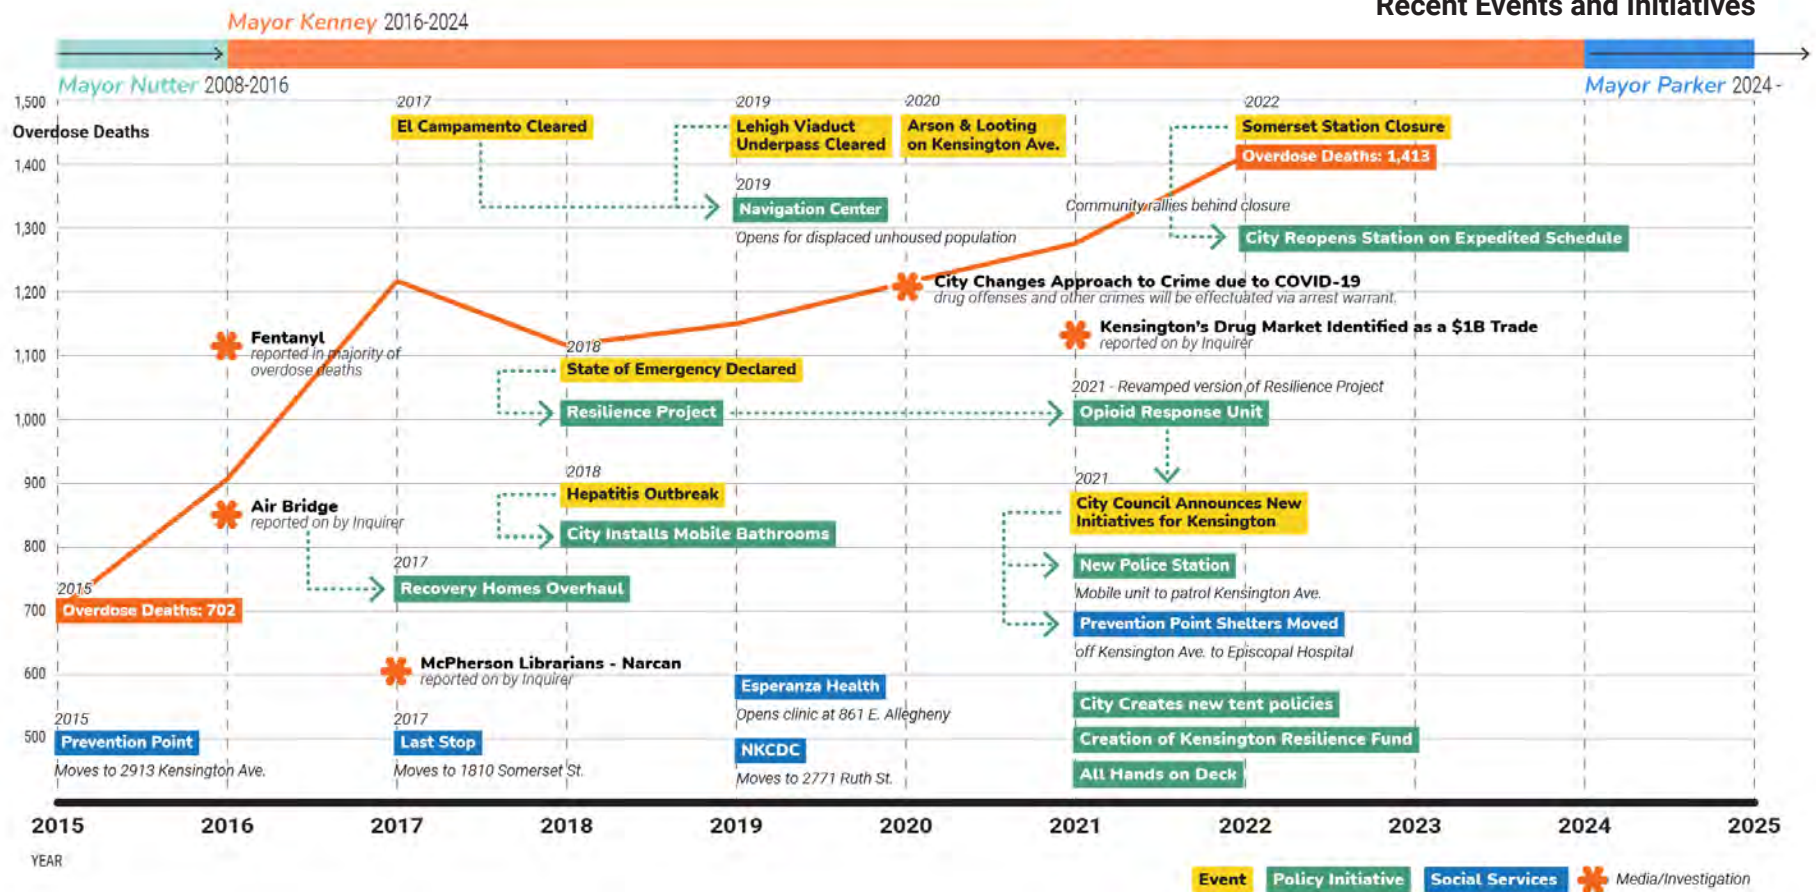 Recent Events and Initiatives
Mayor Kenney 2016-2024
Mayor Nutter 2008-2016
Mayor Parker 2024 -
1,500
Overdose Deaths
1,400
1,300
1,200
1,100
1,000
900
800
700
600
500
2017
El Campamento Cleared
2019
Lehigh Viaduct
Underpass Cleared
2020
Arson & Looting
on Kensington Ave.
2022
Somerset Station Closure
Overdose Deaths: 1,413
2019
Navigation Center
Opens for displaced unhoused population
Community rallies behind closure
City Reopens Station on Expedited Schedule
City Changes Approach to Crime due to COVID-19
drug offenses and other crimes will be effectuated via arrest warrant.
Fentanyl
reported in majority of
overdose deaths
Kensington's Drug Market Identified as a $1B Trade
reported on by Inquirer
2018
State of Emergency Declared
Resilience Project
2021 - Revamped version of Resilience Project
Opioid Response Unit
2018
Hepatitis Outbreak
City Installs Mobile Bathrooms
2021
City Council Announces New
Initiatives for Kensington
Air Bridge
reported on by Inquirer
2017
Recovery Homes Overhaul
New Police Station
Mobile unit to patrol Kensington Ave.
2015
Overdose Deaths: 702
Prevention Point Shelters Moved
off Kensington Ave. to Episcopal Hospital
McPherson Librarians - Narcan
reported on by Inquirer
Esperanza Health
Opens clinic at 861 E. Allegheny
City Creates new tent policies
2015
Prevention Point
Moves to 2913 Kensington Ave.
2017
Last Stop
Moves to 1810 Somerset St.
NKCDC
Moves to 2771 Ruth St.
Creation of Kensington Resilience Fund
All Hands on Deck
2015 2016 2017 2018 2019 2020 2021 2022 2023 2024 2025
YEAR
Event Policy Initiative Social Services Media/Investigation